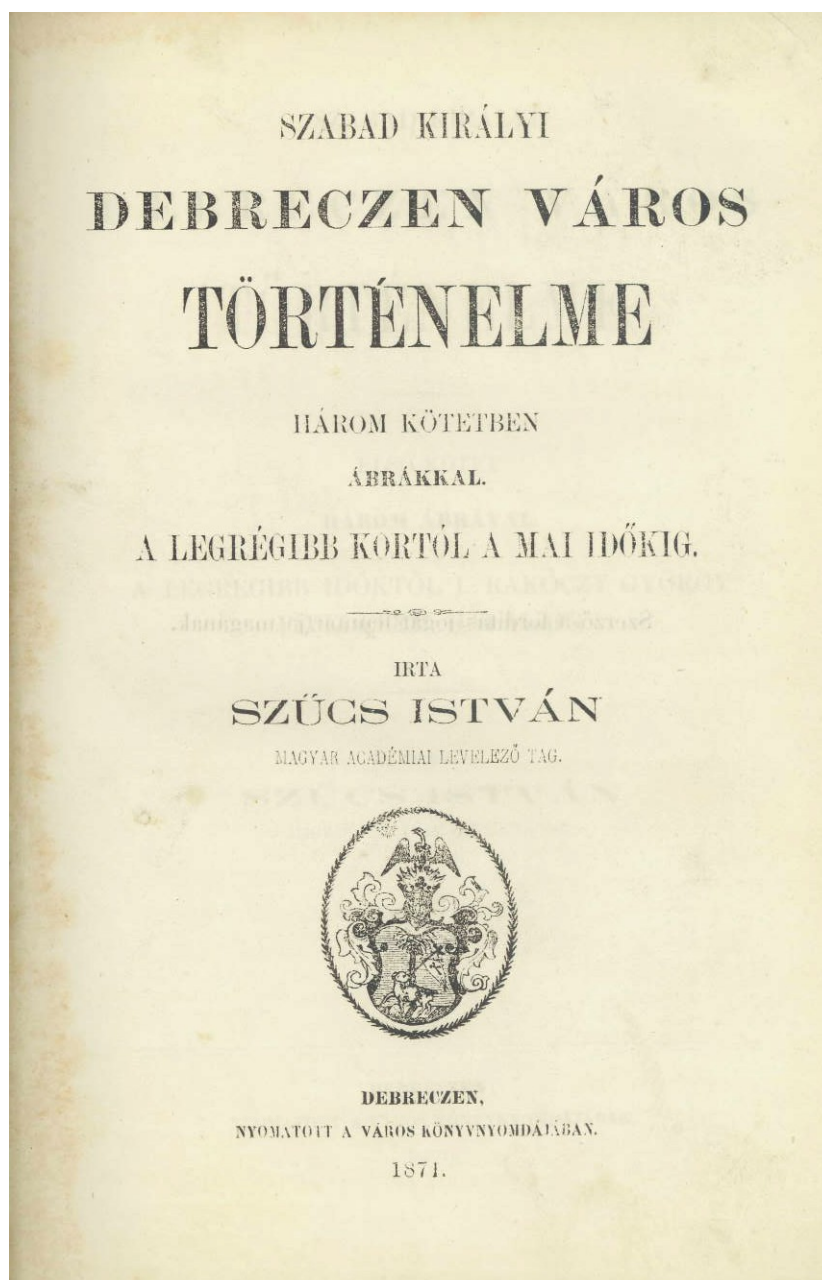 SZABAD KIRÁLYI
DEBRECZEN VÁROS
TÖRTÉNELME
HÁROM KÖTETBEN
ÁBRÁKKAL.
A LEGRÉGIBB KORTÓL A MAI IDŐKIG.
IRTA
SZŰCS ISTVÁN
MAGYAR ACADÉMIAI LEVELEZŐ TAG.
DEBRECZEN,
NYOMATOTT A VÁROS KÖNYVNYOMDÁJÁBAN.
1871.